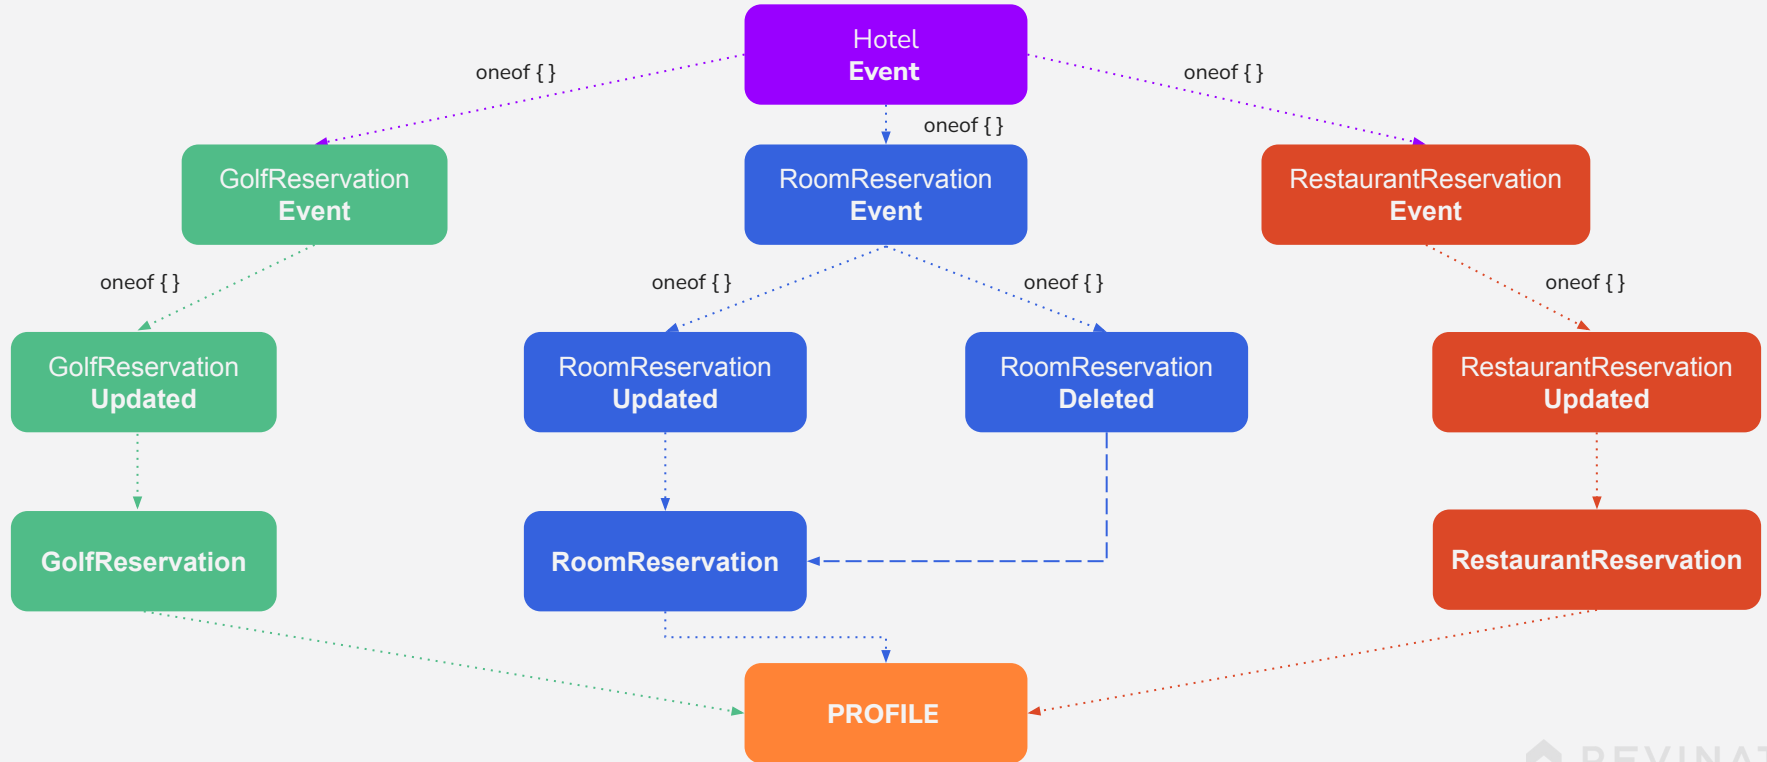 Hotel
Event
oneof { }
oneof { }
oneof { }
GolfReservation
Event
RoomReservation
Event
RestaurantReservation
Event
oneof { }
oneof { }
oneof { }
oneof { }
GolfReservation
Updated
RoomReservation
Updated
RoomReservation
Deleted
RestaurantReservation
Updated
GolfReservation
RoomReservation
RestaurantReservation
PROFILE